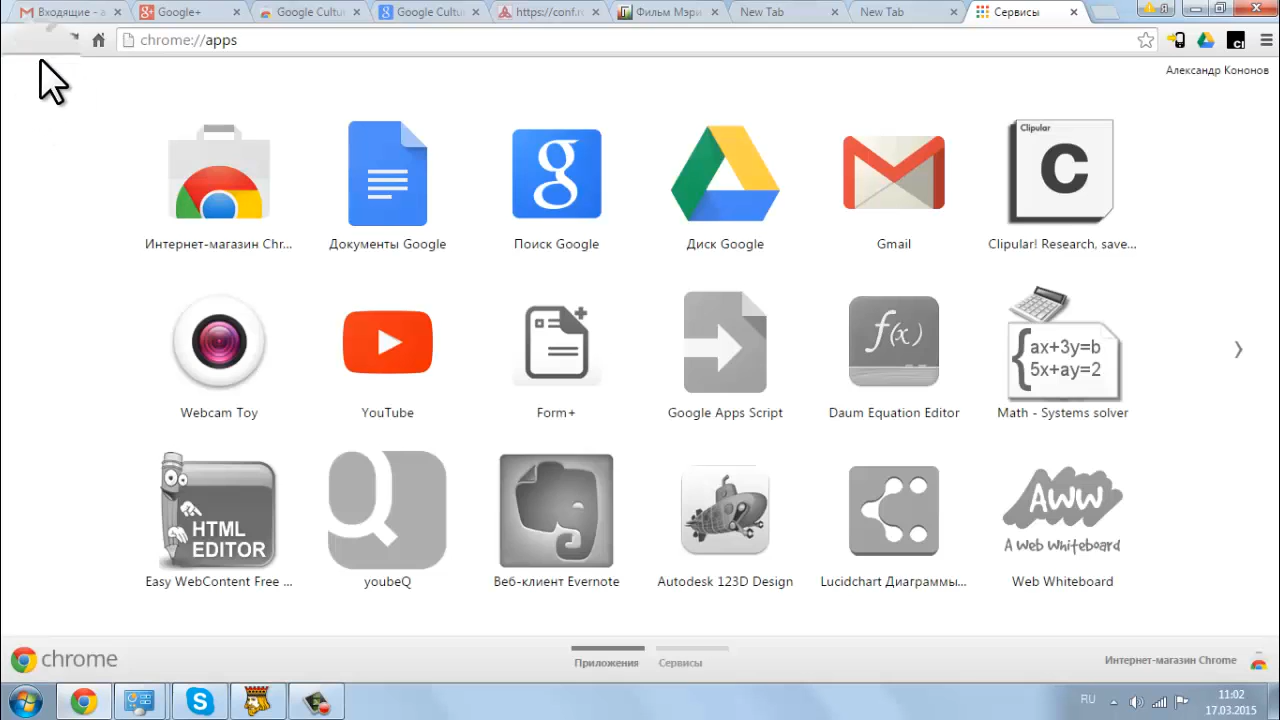 Входящие - a
Google+
Google Cultu
Google Cultu
https://conf.rc
Фильм Мэри
New Tab
New Tab
Сервисы
Я
chrome://apps
Александр Кононов
Clipular
C
Интернет-магазин Chr...
Документы Google
Поиск Google
Диск Google
Gmail
Clipular! Research, save...
f(x)
ax+3y=b
5x+ay=2
Webcam Toy
YouTube
Form+
Google Apps Script
Daum Equation Editor
Math - Systems solver
HTML
EDITOR
AWW
A Web Whiteboard
Easy WebContent Free ...
youbeQ
Веб-клиент Evernote
Autodesk 123D Design
Lucidchart Диаграммы...
Web Whiteboard
chrome
Приложения
Сервисы
Интернет-магазин Chrome
RU
11:02
17.03.2015